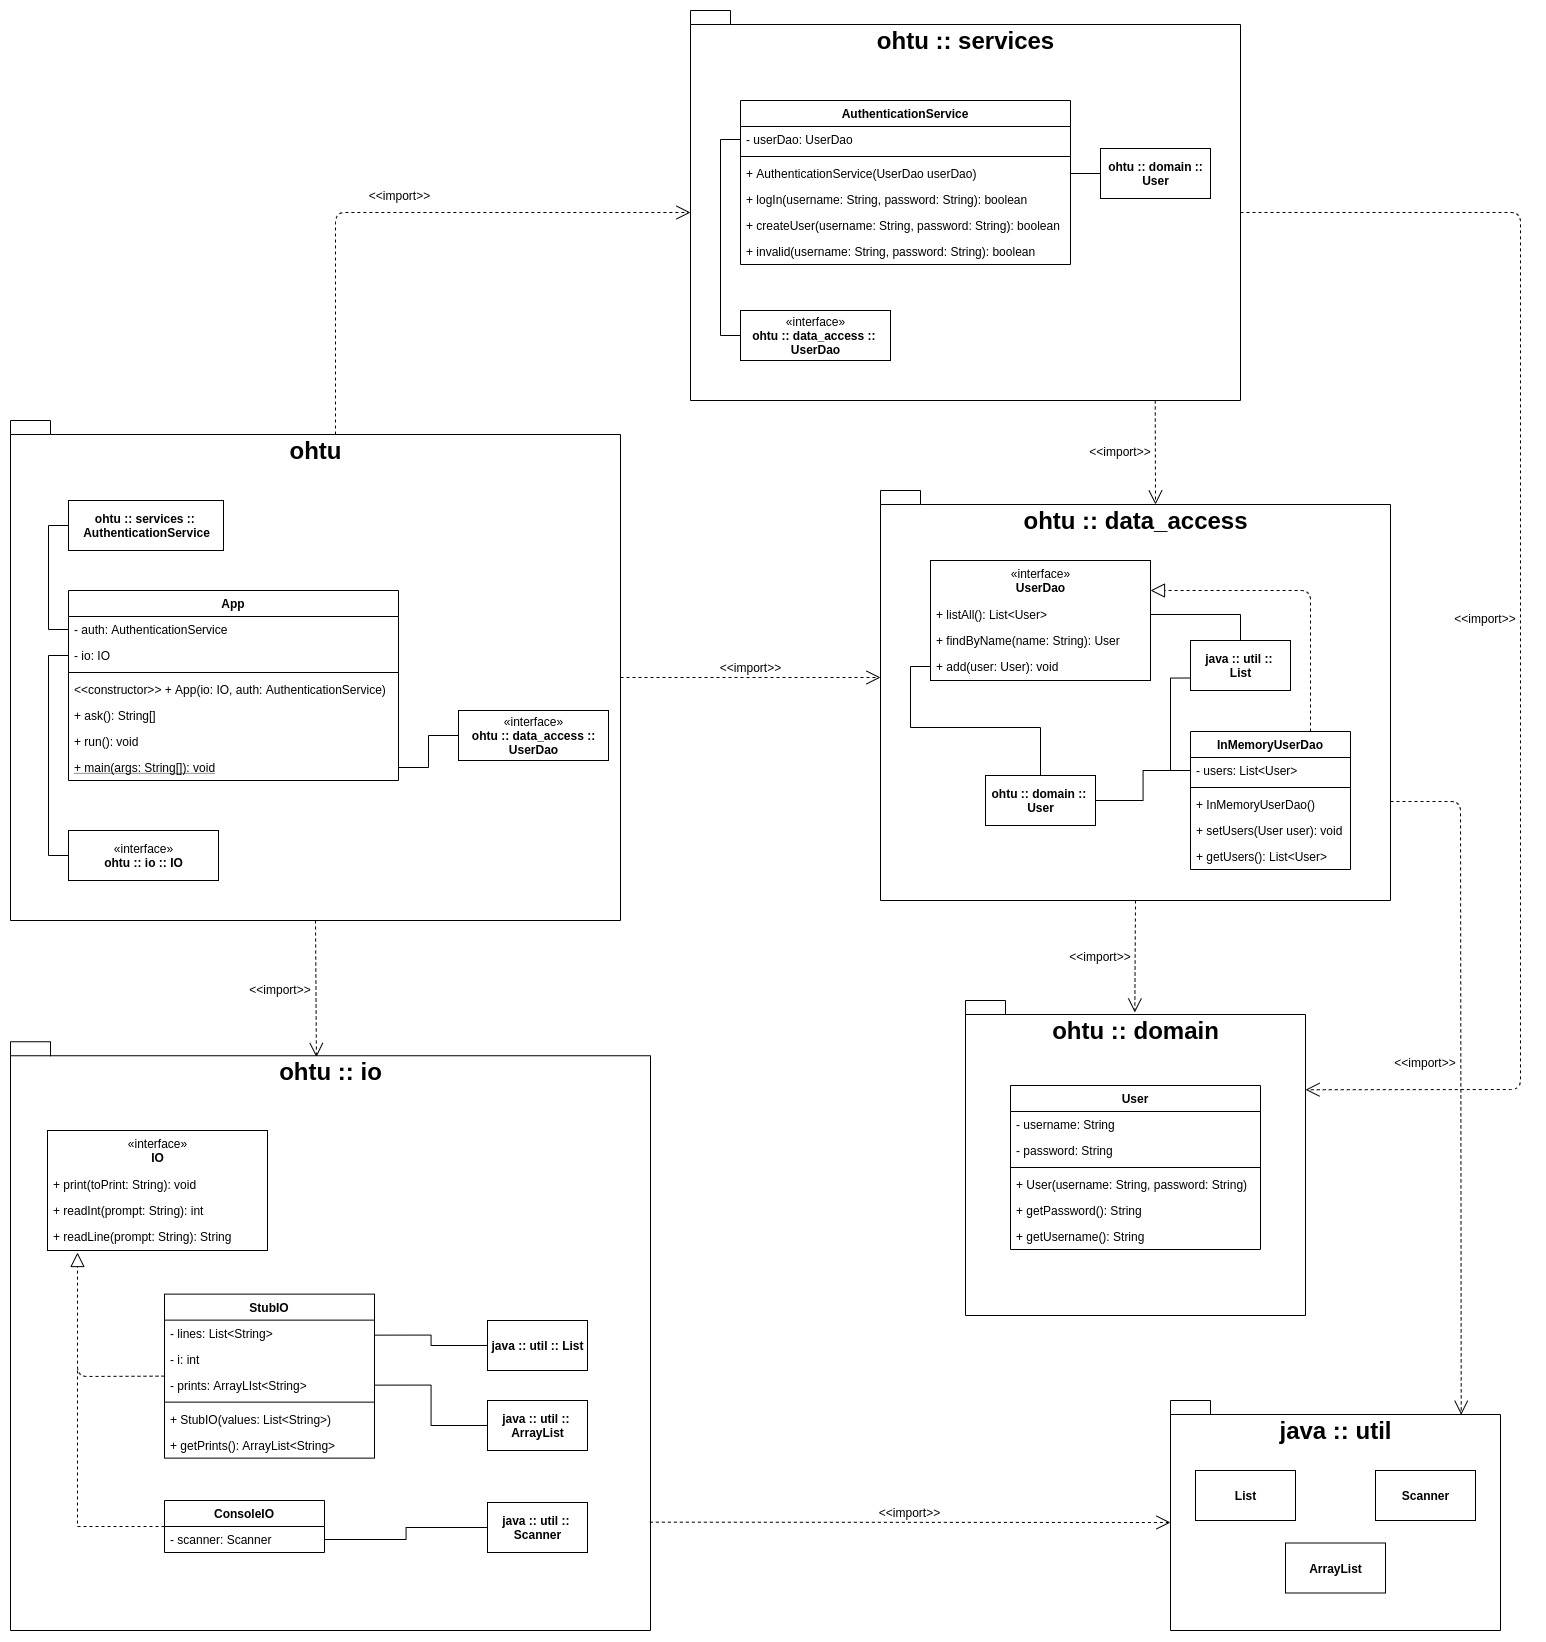 ohtu :: services
AuthenticationService
- userDao: UserDao
+ AuthenticationService(UserDao userDao)
+ logIn(username: String, password: String): boolean
+ createUser(username: String, password: String): boolean
+ invalid(username: String, password: String): boolean
ohtu :: domain ::
User
«interface»
ohtu :: data_access ::
UserDao
<<import>>
<<import>>
<<import>>
ohtu
ohtu :: services ::
AuthenticationService
App
- auth: AuthenticationService
- io: IO
<<constructor>> + App(io: IO, auth: AuthenticationService)
+ ask(): String[]
+ run(): void
+ main(args: String[]): void
«interface»
ohtu :: data_access ::
UserDao
«interface»
ohtu :: io :: IO
<<import>>
ohtu :: data_access
«interface»
UserDao
+ listAll(): List<User>
+ findByName(name: String): User
+ add(user: User): void
java :: util ::
List
InMemoryUserDao
- users: List<User>
+ InMemoryUserDao()
+ setUsers(User user): void
+ getUsers(): List<User>
ohtu :: domain ::
User
<<import>>
<<import>>
<<import>>
ohtu :: domain
User
- username: String
- password: String
+ User(username: String, password: String)
+ getPassword(): String
+ getUsername(): String
ohtu :: io
«interface»
IO
+ print(toPrint: String): void
+ readInt(prompt: String): int
+ readLine(prompt: String): String
StubIO
- lines: List<String>
- i: int
- prints: ArrayLIst<String>
+ StubIO(values: List<String>)
+ getPrints(): ArrayList<String>
java :: util :: List
java :: util ::
ArrayList
ConsoleIO
- scanner: Scanner
java :: util ::
Scanner
<<import>>
java :: util
List
Scanner
ArrayList